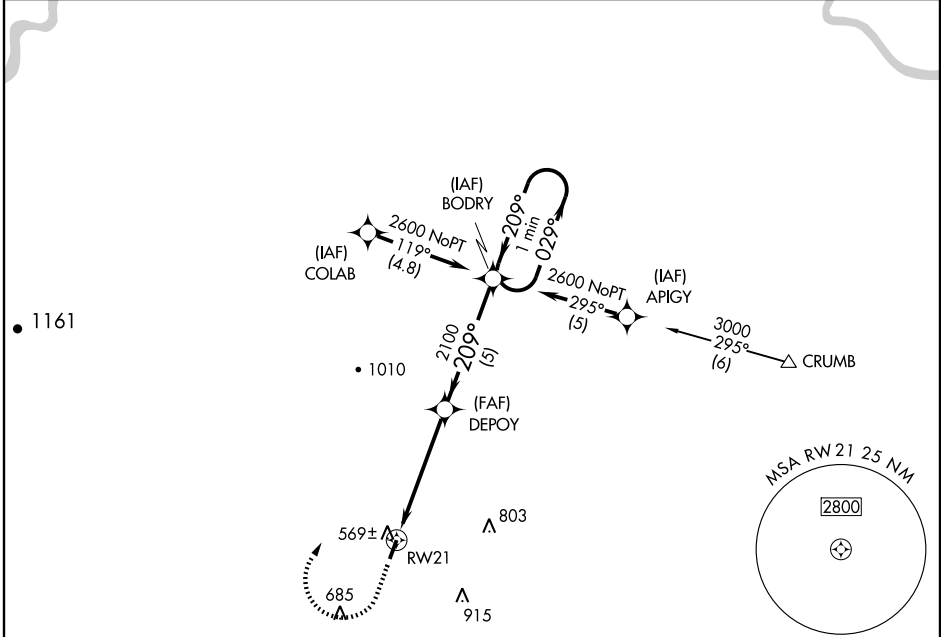 (IAF)
BODRY
209°
1 min
029°
2600 NoPT
119°
(4.8)
(IAF)
COLAB
2600 NoPT
295°
(5)
(IAF)
APIGY
3000
295°
(6)
CRUMB
1161
2100
209°
(5)
1010
(FAF)
DEPOY
MSA RW 21 25 NM
2800
803
569±
RW21
685
915